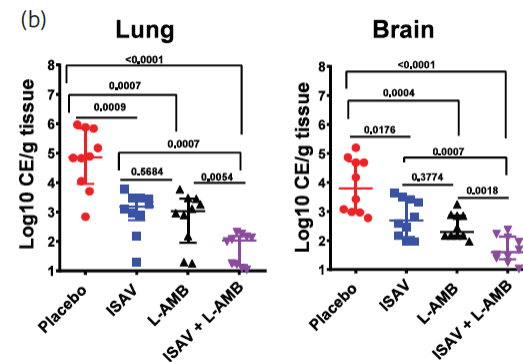 (b)
Lung
Log10 CE/g tissue
8
7
6
5
4
3
2
1
<0.0001
0.0007
0.0009
0.0007
0.5684
0.0054
Placebo
ISAV
L-AMB
ISAV + L-AMB
Brain
Log10 CE/g tissue
8
7
6
5
4
3
2
1
<0.0001
0.0004
0.0176
0.0007
0.3774
0.0018
Placebo
ISAV
L-AMB
ISAV + L-AMB